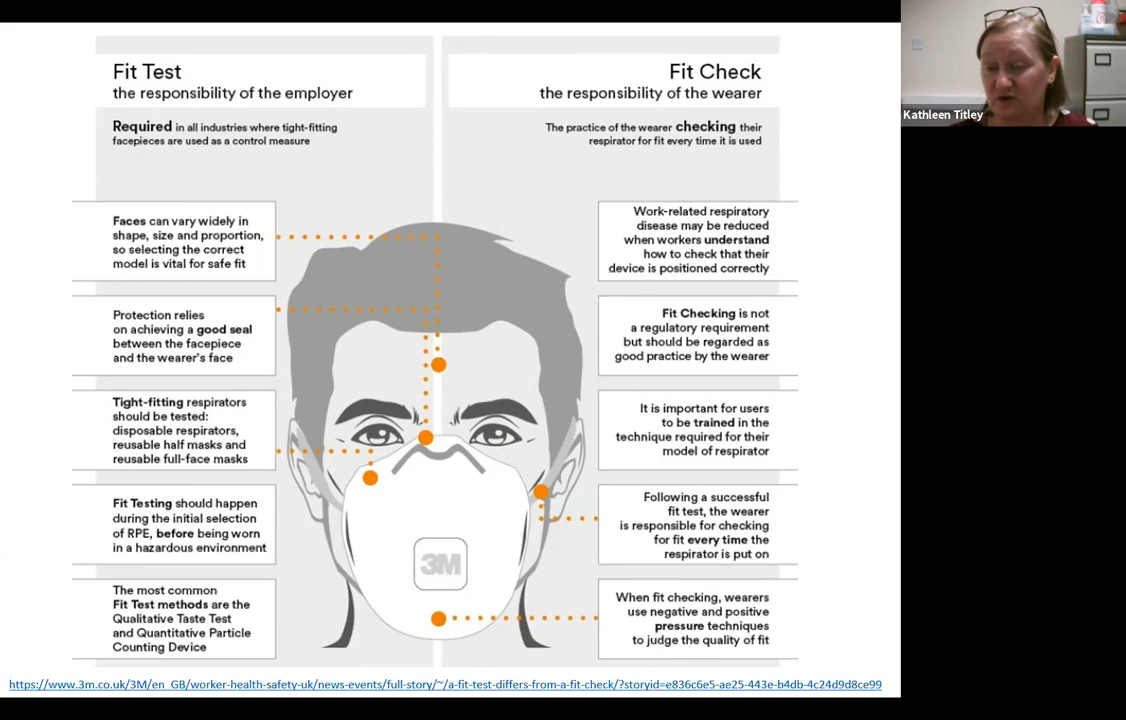 Fit Test
the responsibility of the employer
Required in all industries where tight-fitting
facepieces are used as a control measure
Faces can vary widely in
shape, size and proportion,
so selecting the correct
model is vital for safe fit
Protection relies
on achieving a good seal
between the facepiece
and the wearer's face
Tight-fitting respirators
should be tested:
disposable respirators,
reusable half masks and
reusable full-face masks
Fit Testing should happen
during the initial selection
of RPE, before being worn
in a hazardous environment
The most common
Fit Test methods are the
Qualitative Taste Test
and Quantitative Particle
Counting Device
Fit Check
the responsibility of the wearer
The practice of the wearer checking their
respirator for fit every time it is used
Work-related respiratory
disease may be reduced
when workers understand
how to check that their
device is positioned correctly
Fit Checking is not
a regulatory requirement
but should be regarded as
good practice by the wearer
It is important for users
to be trained in the
technique required for their
model of respirator
Following a successful
fit test, the wearer
is responsible for checking
for fit every time the
respirator is put on
When fit checking, wearers
use negative and positive
pressure techniques
to judge the quality of fit
3M
https://www.3m.co.uk/3M/en_GB/worker-health-safety-uk/news-events/full-story/~/a-fit-test-differs-from-a-fit-check/?storyid=e836c6e5-ae25-443e-b4db-4c24d9d8ce99
Kathleen Titley